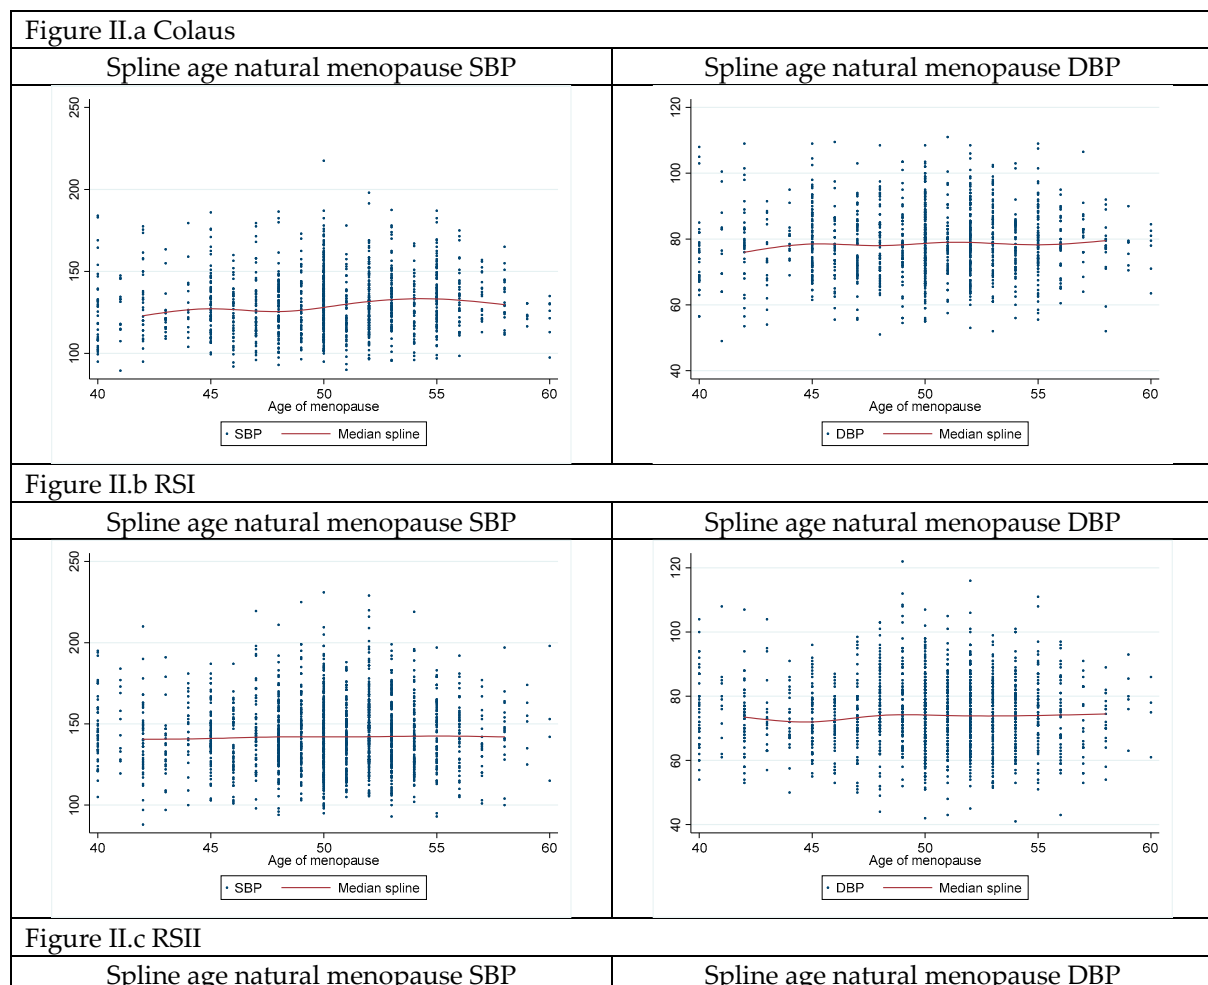 Figure II.a Colaus
Spline age natural menopause SBP
Spline age natural menopause DBP
250
200
150
100
40 45 50 55 60
Age of menopause
SBP Median spline
120
100
80
60
40
40 45 50 55 60
Age of menopause
DBP Median spline
Figure II.b RSI
Spline age natural menopause SBP
Spline age natural menopause DBP
250
200
150
100
40 45 50 55 60
Age of menopause
SBP Median spline
120
100
80
60
40
40 45 50 55 60
Age of menopause
DBP Median spline
Figure II.c RSII
Spline age natural menopause SBP
Spline age natural menopause DBP